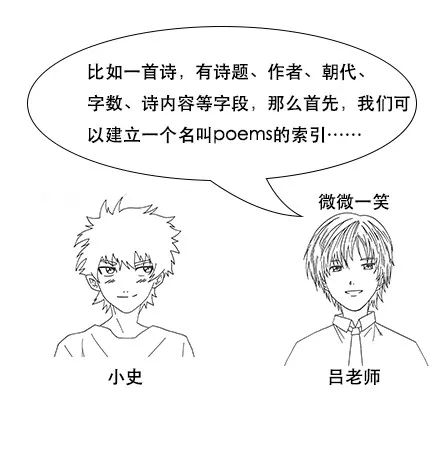 比如一首诗，有诗题、作者、朝代、
字数、诗内容等字段，那么首先，我们可
以建立一个名叫poems的索引……
微微一笑
小史
吕老师